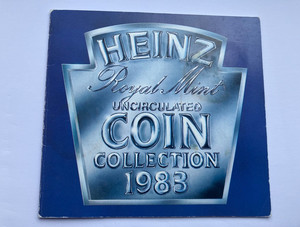 HEINZ
Royal Mint
UNCIRCULATED
COIN
COLLECTION
1983